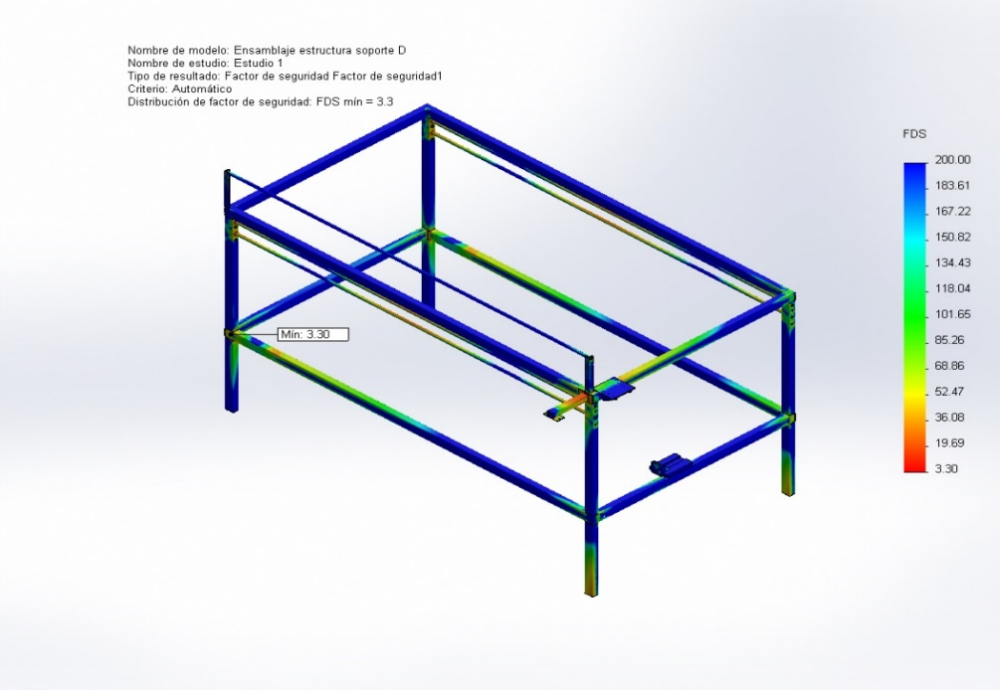 Nombre de modelo: Ensamblaje estructura soporte D
Nombre de estudio: Estudio 1
Tipo de resultado: Factor de seguridad Factor de seguridad1
Criterio: Automático
Distribución de factor de seguridad: FDS mín = 3.3
FDS
200.00
183.61
167.22
150.82
134.43
118.04
101.65
85.26
68.86
52.47
36.08
19.69
3.30
Mín: 3.30